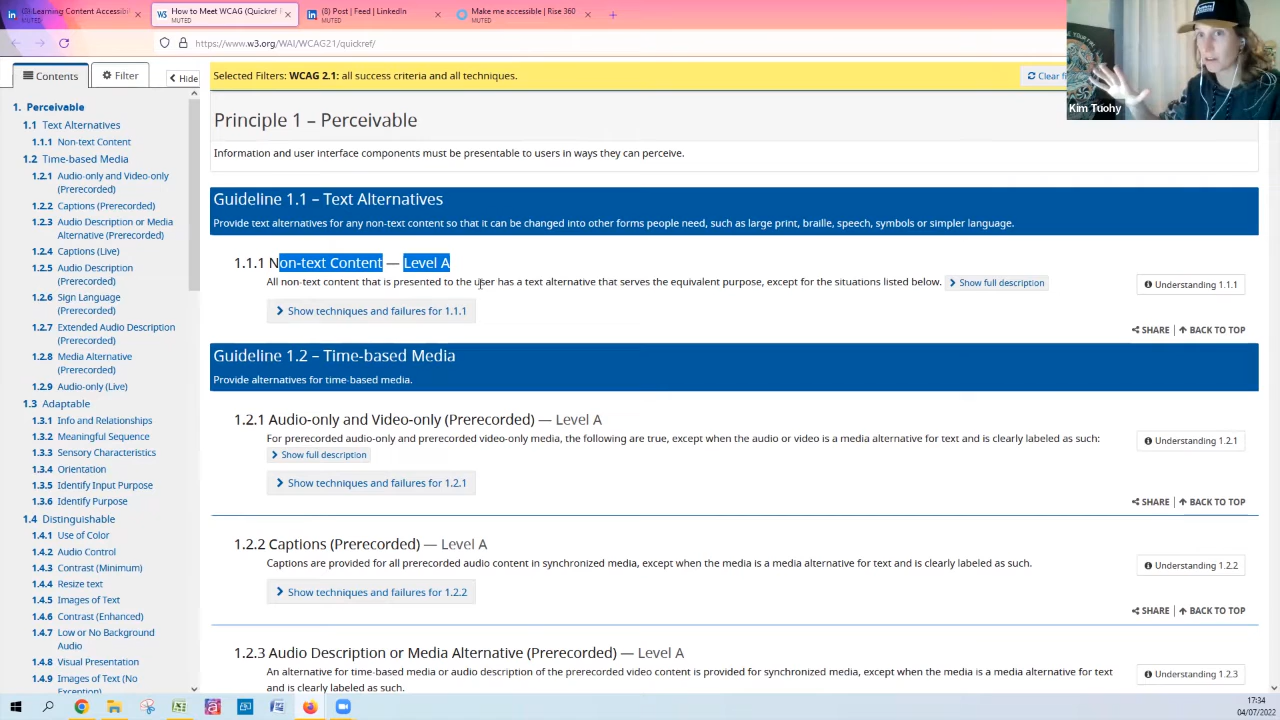 (8) Learning Content Accessibil
MUTED
How to Meet WCAG (Quickref
MUTED
(8) Post | Feed | LinkedIn
MUTED
Make me accessible | Rise 360
MUTED
https://www.w3.org/WAI/WCAG21/quickref/
Kim Tuohy
Contents
Filter
Hide
1. Perceivable
1.1 Text Alternatives
1.1.1 Non-text Content
1.2 Time-based Media
1.2.1 Audio-only and Video-only
(Prerecorded)
1.2.2 Captions (Prerecorded)
1.2.3 Audio Description or Media
Alternative (Prerecorded)
1.2.4 Captions (Live)
1.2.5 Audio Description
(Prerecorded)
1.2.6 Sign Language
(Prerecorded)
1.2.7 Extended Audio Description
(Prerecorded)
1.2.8 Media Alternative
(Prerecorded)
1.2.9 Audio-only (Live)
1.3 Adaptable
1.3.1 Info and Relationships
1.3.2 Meaningful Sequence
1.3.3 Sensory Characteristics
1.3.4 Orientation
1.3.5 Identify Input Purpose
1.3.6 Identify Purpose
1.4 Distinguishable
1.4.1 Use of Color
1.4.2 Audio Control
1.4.3 Contrast (Minimum)
1.4.4 Resize text
1.4.5 Images of Text
1.4.6 Contrast (Enhanced)
1.4.7 Low or No Background
Audio
1.4.8 Visual Presentation
1.4.9 Images of Text (No
Exception)
Selected Filters: WCAG 2.1: all success criteria and all techniques.
Clear
Principle 1 – Perceivable
Information and user interface components must be presentable to users in ways they can perceive.
Guideline 1.1 – Text Alternatives
Provide text alternatives for any non-text content so that it can be changed into other forms people need, such as large print, braille, speech, symbols or simpler language.
1.1.1 Non-text Content — Level A
All non-text content that is presented to the user has a text alternative that serves the equivalent purpose, except for the situations listed below. Show full description
Understanding 1.1.1
Show techniques and failures for 1.1.1
SHARE BACK TO TOP
Guideline 1.2 – Time-based Media
Provide alternatives for time-based media.
1.2.1 Audio-only and Video-only (Prerecorded) — Level A
For prerecorded audio-only and prerecorded video-only media, the following are true, except when the audio or video is a media alternative for text and is clearly labeled as such:
Understanding 1.2.1
Show full description
Show techniques and failures for 1.2.1
SHARE BACK TO TOP
1.2.2 Captions (Prerecorded) — Level A
Captions are provided for all prerecorded audio content in synchronized media, except when the media is a media alternative for text and is clearly labeled as such.
Understanding 1.2.2
Show techniques and failures for 1.2.2
SHARE BACK TO TOP
1.2.3 Audio Description or Media Alternative (Prerecorded) — Level A
An alternative for time-based media or audio description of the prerecorded video content is provided for synchronized media, except when the media is a media alternative for text
and is clearly labeled as such.
Understanding 1.2.3
17:34
04/07/2022